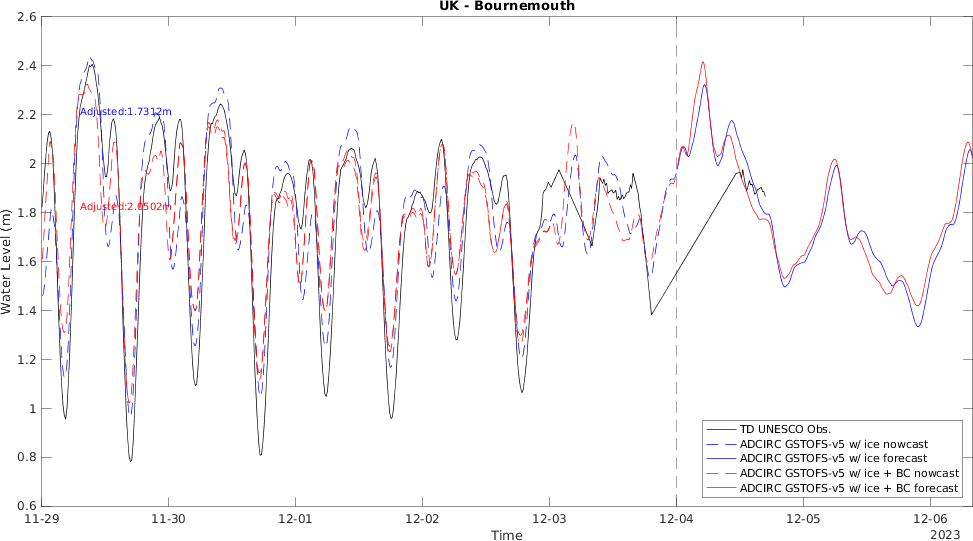 UK - Bournemouth
Water Level (m)
2.6
2.4
2.2
2
1.8
1.6
1.4
1.2
1
0.8
0.6
Adjusted:1.7312m
Adjusted:2.0502m
TD UNESCO Obs.
ADCIRC GSTOFS-v5 w/ ice nowcast
ADCIRC GSTOFS-v5 w/ ice forecast
ADCIRC GSTOFS-v5 w/ ice + BC nowcast
ADCIRC GSTOFS-v5 w/ ice + BC forecast
11-29 11-30 12-01 12-02 12-03 12-04 12-05 12-06
Time
2023